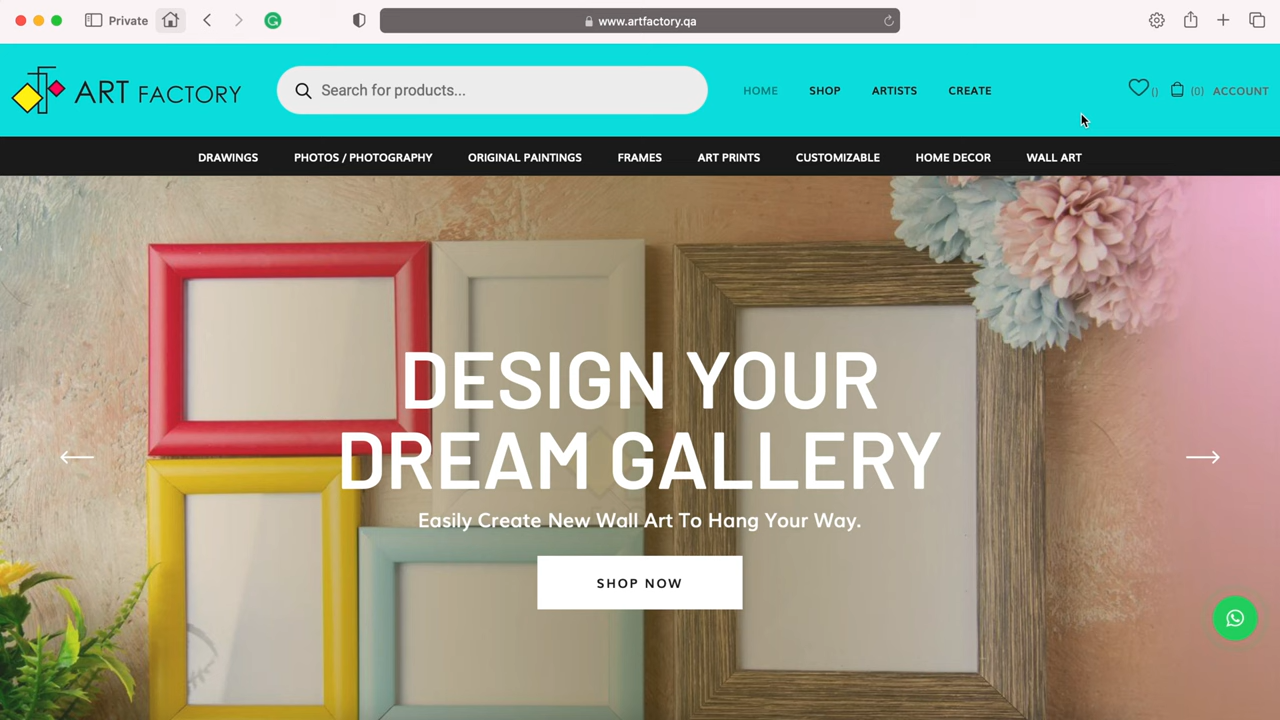 Private
www.artfactory.qa
ART FACTORY
Search for products...
HOME SHOP ARTISTS CREATE
() (0) ACCOUNT
DRAWINGS PHOTOS / PHOTOGRAPHY ORIGINAL PAINTINGS FRAMES ART PRINTS CUSTOMIZABLE HOME DECOR WALL ART
DESIGN YOUR
DREAM GALLERY
Easily Create New Wall Art To Hang Your Way.
SHOP NOW